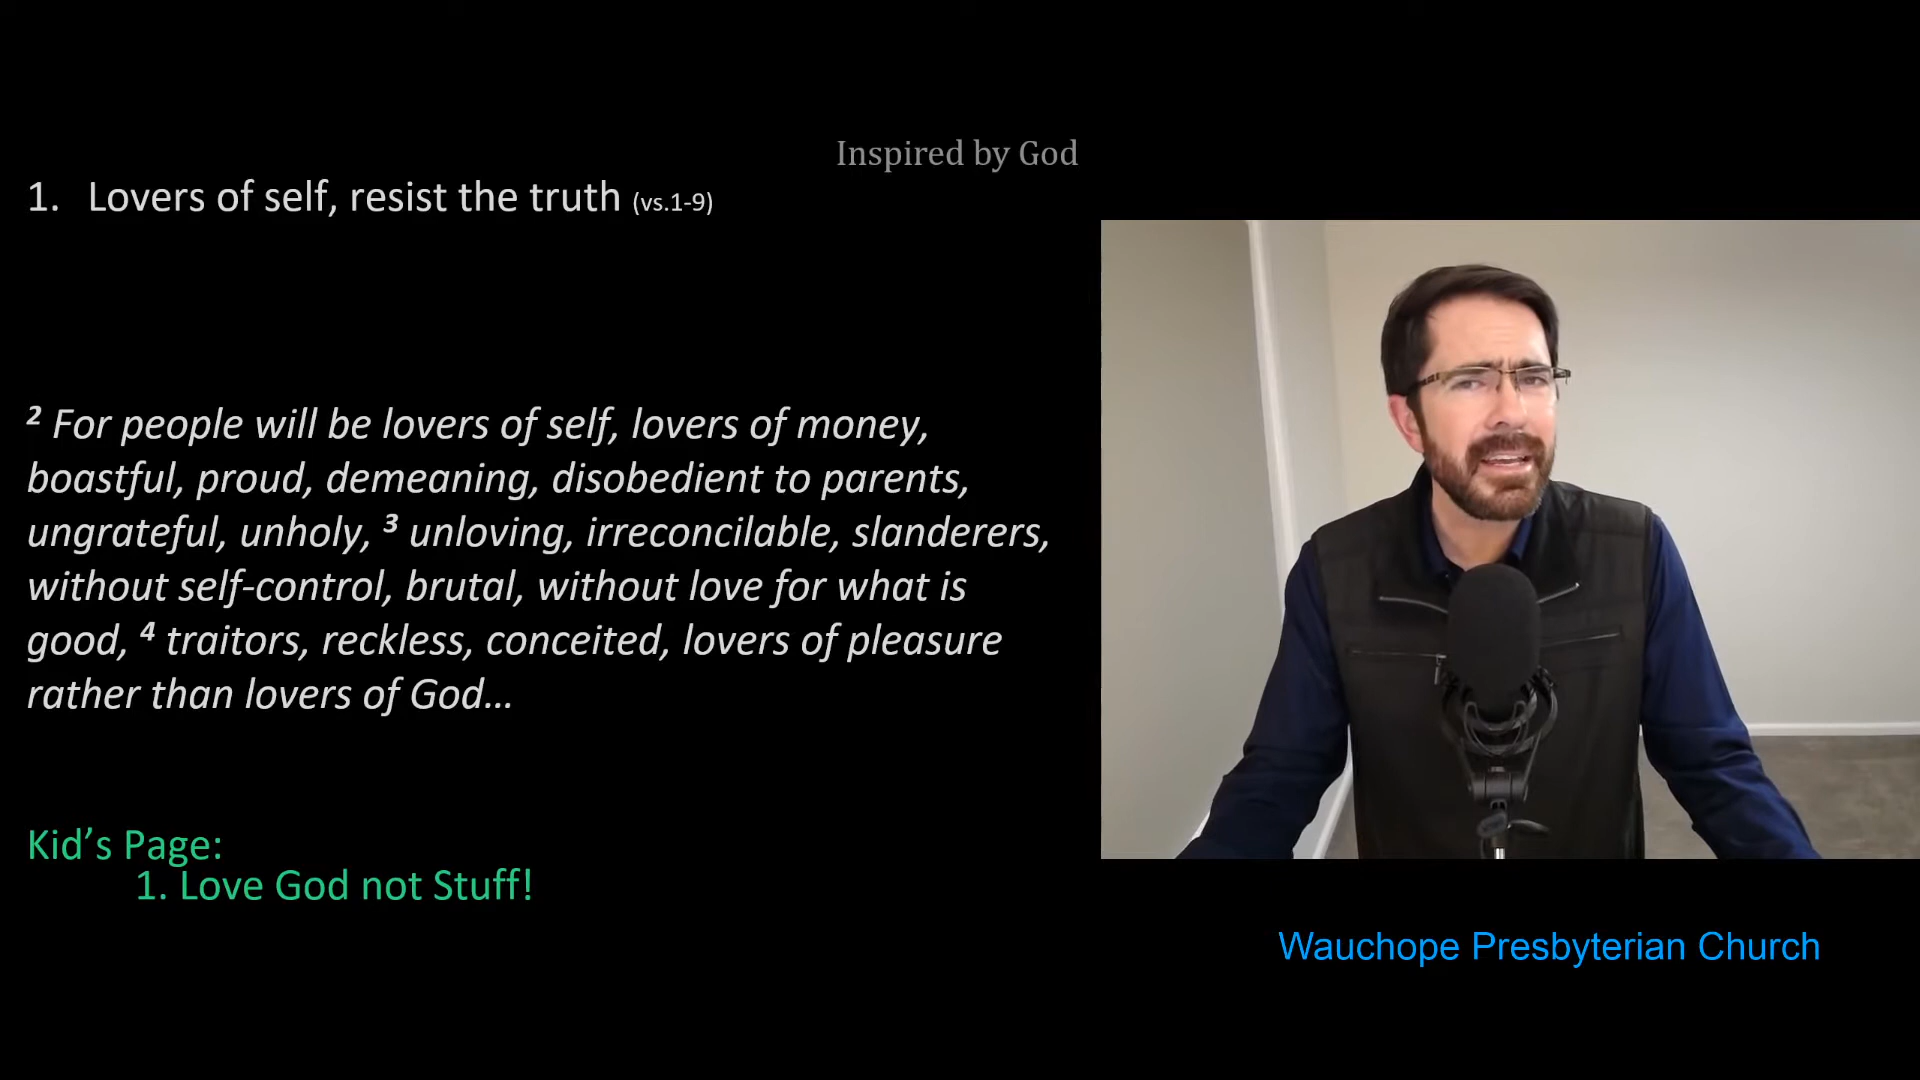 Inspired by God
1. Lovers of self, resist the truth (vs.1-9)
² For people will be lovers of self, lovers of money,
boastful, proud, demeaning, disobedient to parents,
ungrateful, unholy, ³ unloving, irreconcilable, slanderers,
without self-control, brutal, without love for what is
good, ⁴ traitors, reckless, conceited, lovers of pleasure
rather than lovers of God…
Kid’s Page:
1. Love God not Stuff!
Wauchope Presbyterian Church